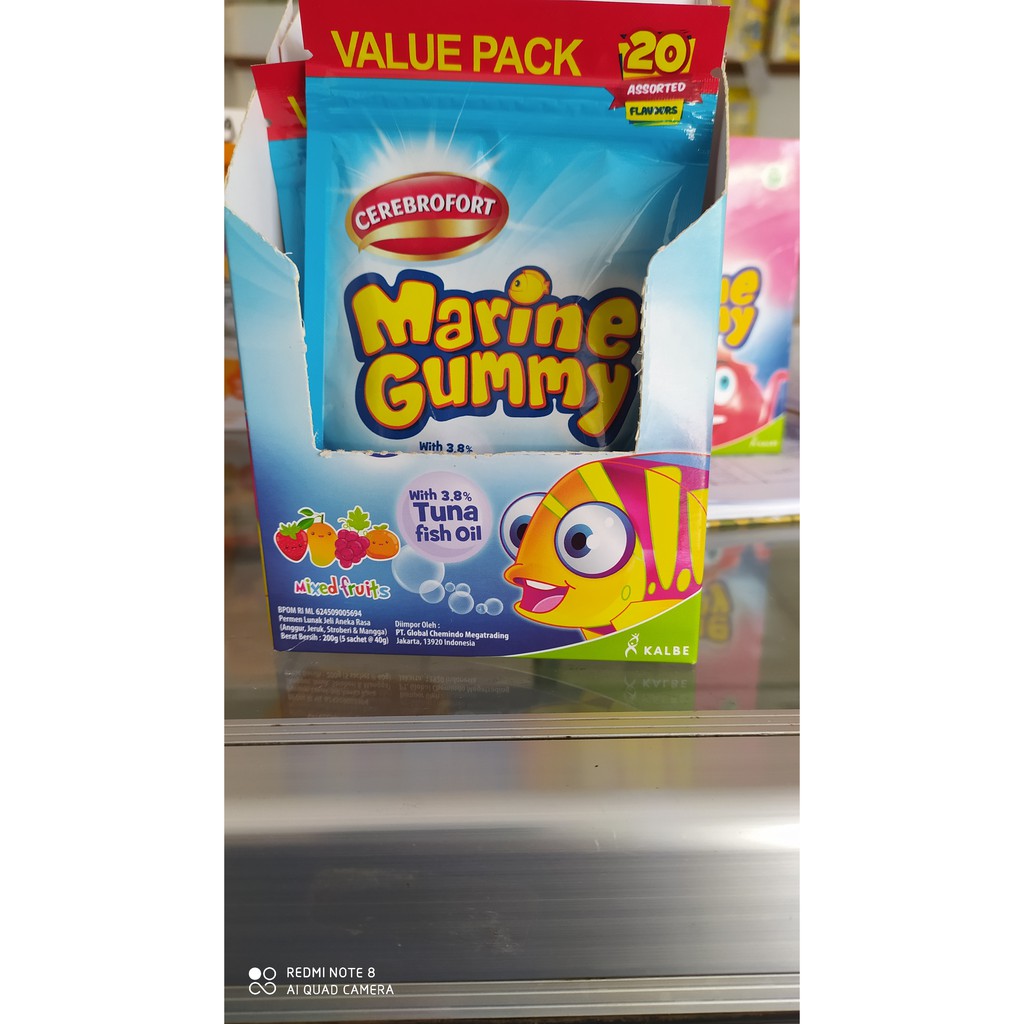 VALUE PACK
20
ASSORTED
FLAVORS
CEREBROFORT
Marine
Gummy
With 3.8%
With 3.8%
Tuna
fish Oil
Mixed fruits
BPOM RI ML 624509005694
Permen Lunak Jeli Aneka Rasa
(Anggur, Jeruk, Stroberi & Mangga)
Berat Bersih : 200g (5 sachet @ 40g)
Diimpor Oleh :
PT. Global Chemindo Megatrading
Jakarta, 13920 Indonesia
KALBE
KALBE
REDMI NOTE 8
AI QUAD CAMERA